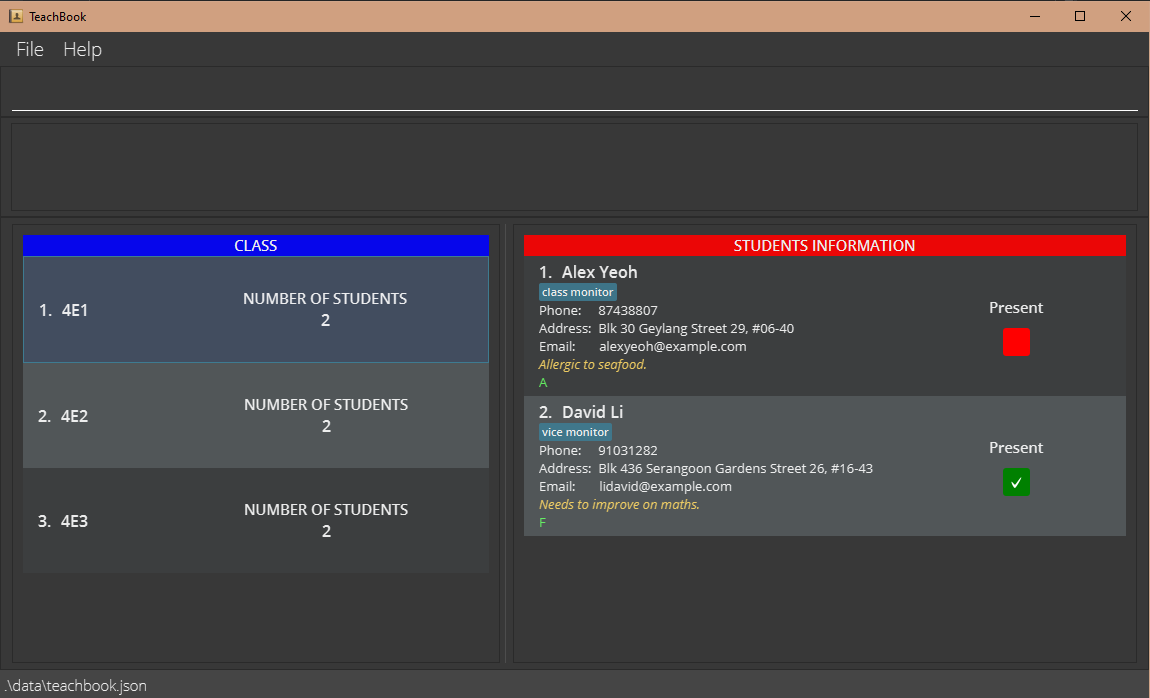 TeachBook
File Help
CLASS
1. 4E1
NUMBER OF STUDENTS
2
2. 4E2
NUMBER OF STUDENTS
2
3. 4E3
NUMBER OF STUDENTS
2
STUDENTS INFORMATION
1. Alex Yeoh
class monitor
Phone: 87438807
Address: Blk 30 Geylang Street 29, #06-40
Email: alexyeoh@example.com
Allergic to seafood.
A
Present
2. David Li
vice monitor
Phone: 91031282
Address: Blk 436 Serangoon Gardens Street 26, #16-43
Email: lidavid@example.com
Needs to improve on maths.
F
Present
.\data\teachbook.json